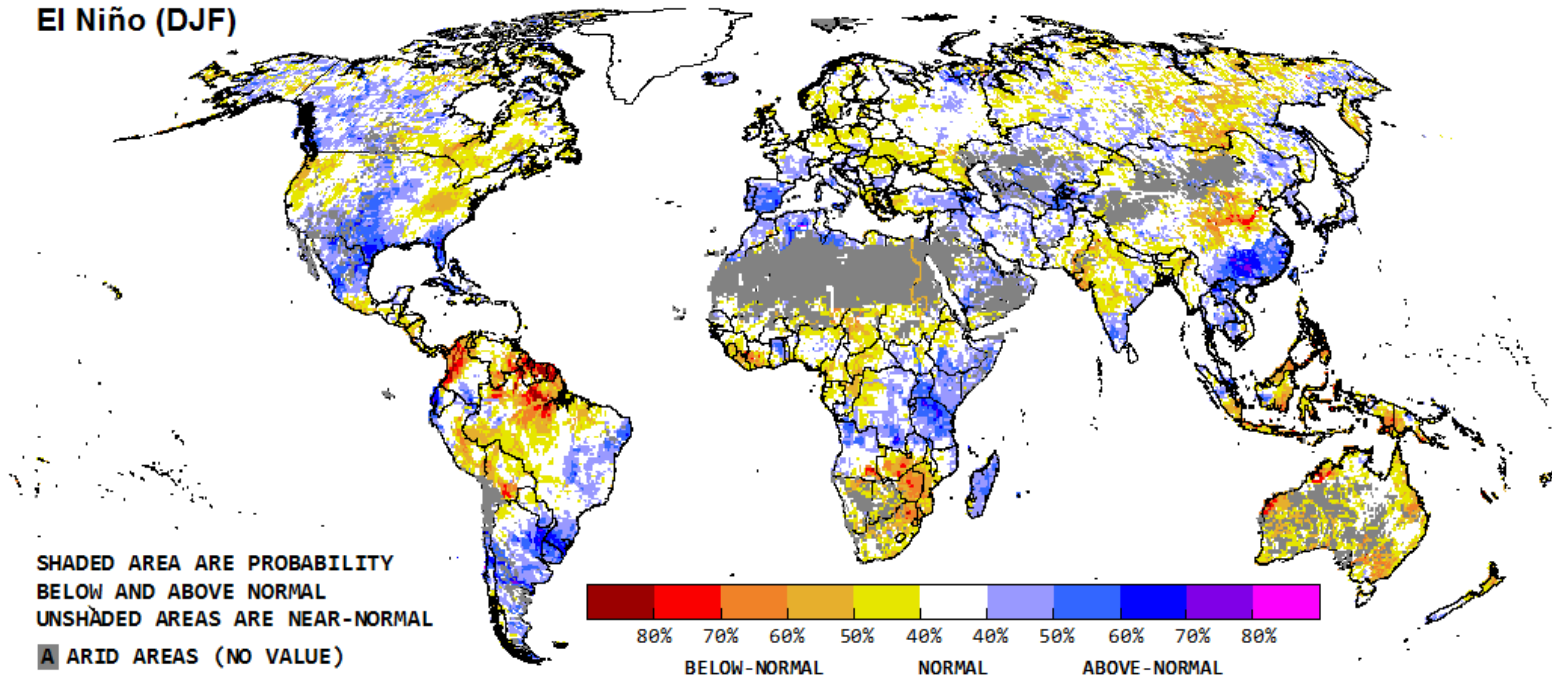 El Niño (DJF)
SHADED AREA ARE PROBABILITY
BELOW AND ABOVE NORMAL
UNSHADED AREAS ARE NEAR-NORMAL
A ARID AREAS (NO VALUE)
80% 70% 60% 50% 40% 40% 50% 60% 70% 80%
BELOW-NORMAL NORMAL ABOVE-NORMAL